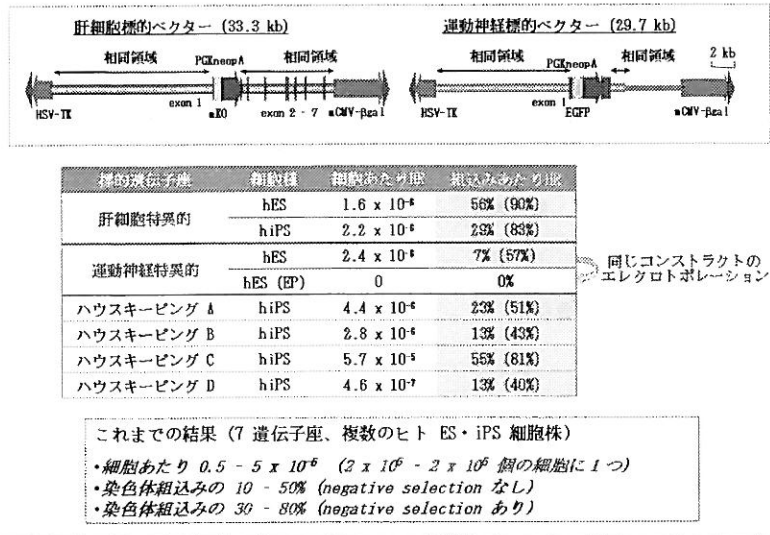 肝細胞標的ベクター (33.3 kb)
運動神経標的ベクター (29.7 kb)
相同領域 PGKneopA 相同領域
相同領域 PGKneopA 相同領域 2 kb
HSV-TK exon 1 mKO exon 2 - 7 mCMV-βgal
HSV-TK exon 1 EGFP mCMV-βgal
標的遺伝子座 細胞種 細胞あたりHR 組込みあたりHR
肝細胞特異的 hES 1.6 x 10⁻⁶ 56% (90%)
hiPS 2.2 x 10⁻⁶ 29% (83%)
運動神経特異的 hES 2.4 x 10⁻⁶ 7% (57%)
hES (EP) 0 0%
同じコンストラクトの
エレクトロポレーション
ハウスキーピング A hiPS 4.4 x 10⁻⁶ 23% (51%)
ハウスキーピング B hiPS 2.8 x 10⁻⁶ 13% (43%)
ハウスキーピング C hiPS 5.7 x 10⁻⁵ 55% (81%)
ハウスキーピング D hiPS 4.6 x 10⁻⁷ 13% (40%)
これまでの結果 (7 遺伝子座、複数のヒト ES・iPS 細胞株)
・細胞あたり 0.5 - 5 x 10⁻⁶ (2 x 10⁵ - 2 x 10⁶ 個の細胞に 1 つ)
・染色体組込みの 10 - 50% (negative selection なし)
・染色体組込みの 30 - 80% (negative selection あり)